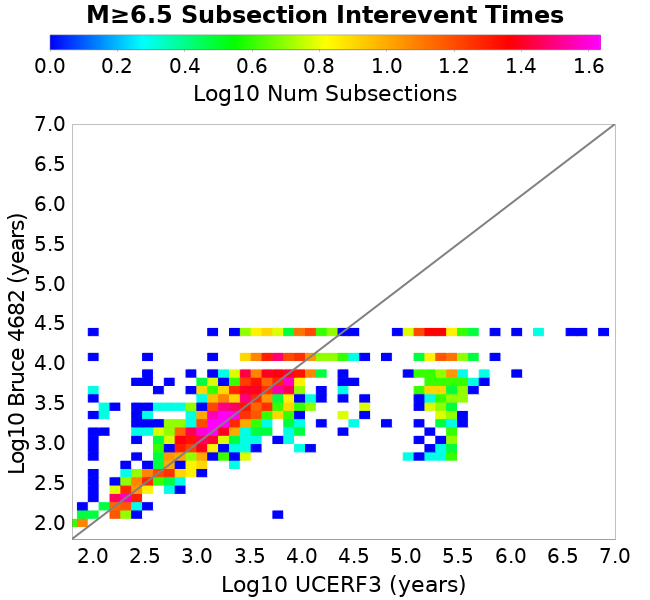 M≥6.5 Subsection Interevent Times
0.0 0.2 0.4 0.6 0.8 1.0 1.2 1.4 1.6
Log10 Num Subsections
7.0
6.5
6.0
5.5
5.0
4.5
4.0
3.5
3.0
2.5
2.0
Log10 Bruce 4682 (years)
2.0 2.5 3.0 3.5 4.0 4.5 5.0 5.5 6.0 6.5 7.0
Log10 UCERF3 (years)